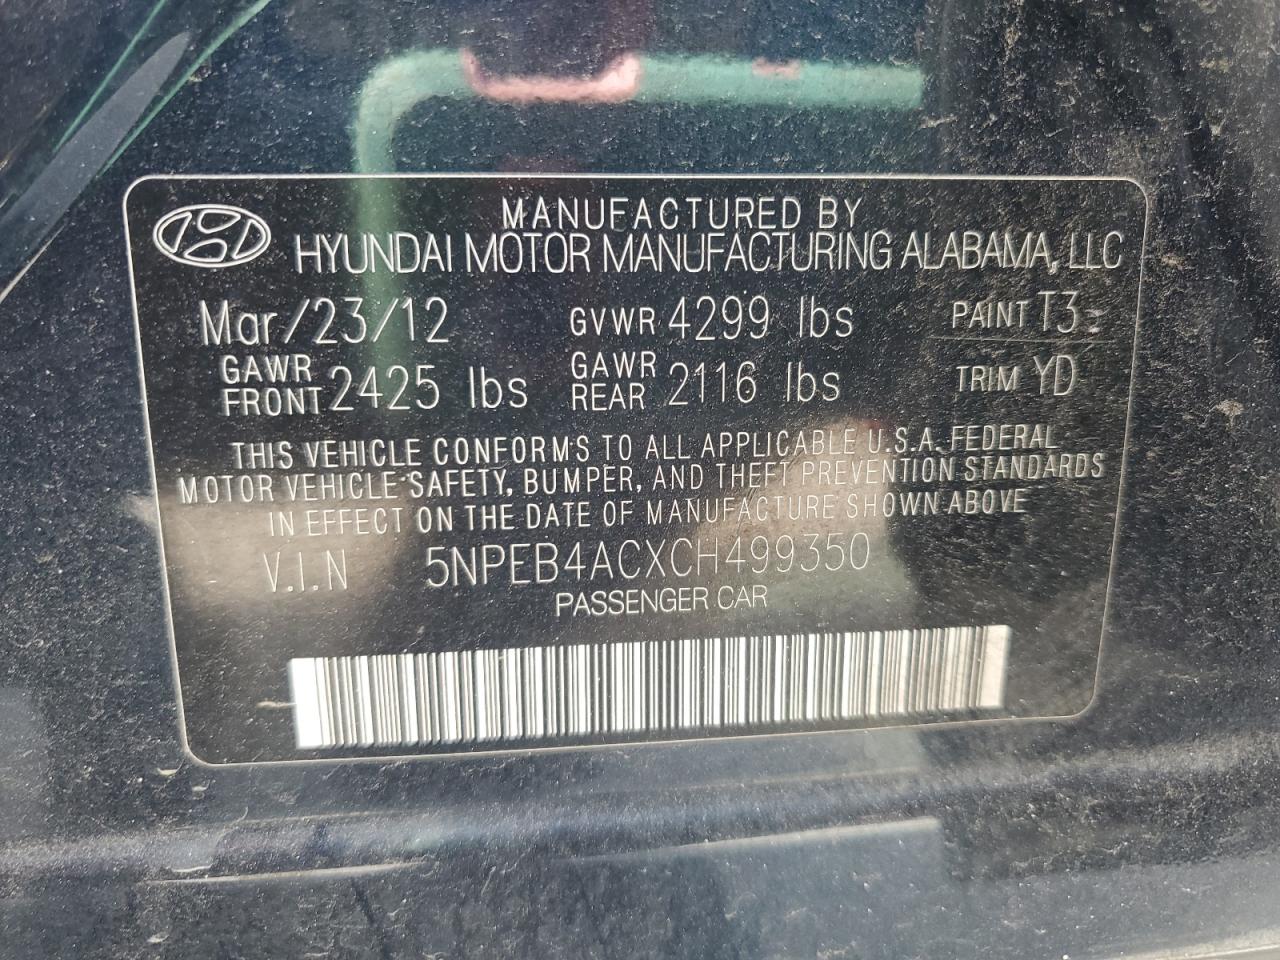 MANUFACTURED BY
HYUNDAI MOTOR MANUFACTURING ALABAMA, LLC
Mar/23/12 GVWR 4299 lbs PAINT T3
GAWR FRONT 2425 lbs GAWR REAR 2116 lbs TRIM YD
THIS VEHICLE CONFORMS TO ALL APPLICABLE U.S.A. FEDERAL
MOTOR VEHICLE SAFETY, BUMPER, AND THEFT PREVENTION STANDARDS
IN EFFECT ON THE DATE OF MANUFACTURE SHOWN ABOVE
V.I.N 5NPEB4ACXCH499350
PASSENGER CAR